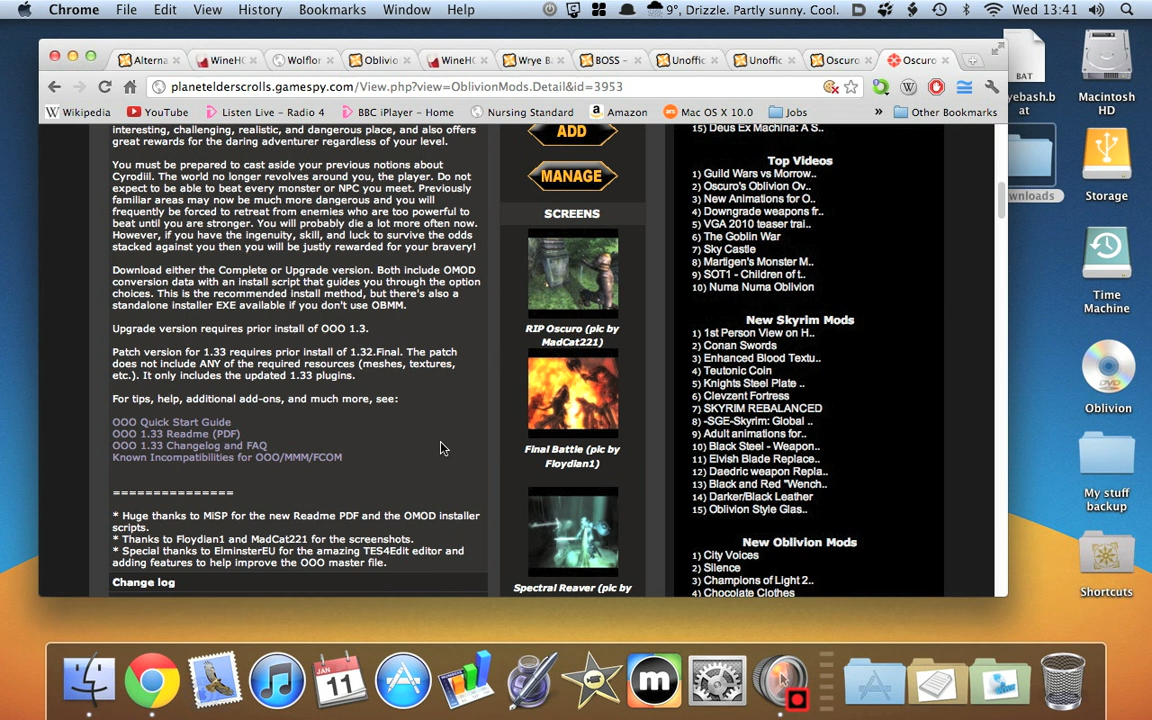 Chrome File Edit View History Bookmarks Window Help
9°, Drizzle. Partly sunny. Cool.
Wed 13:41
Alterna
WineHC
Wolflor
Oblivio
WineHC
Wrye B
BOSS -
Unoffic
Unoffic
Oscuro
Oscuro
planetelderscrolls.gamespy.com/View.php?view=OblivionMods.Detail&id=3953
Wikipedia
YouTube
Listen Live - Radio 4
BBC iPlayer - Home
Nursing Standard
Amazon
Mac OS X 10.0
Jobs
»
Other Bookmarks
interesting, challenging, realistic, and dangerous place, and also offers
great rewards for the daring adventurer regardless of your level.
You must be prepared to cast aside your previous notions about
Cyrodiil. The world no longer revolves around you, the player. Do not
expect to be able to beat every monster or NPC you meet. Previously
familiar areas may now be much more dangerous and you will
frequently be forced to retreat from enemies who are too powerful to
beat until you are stronger. You will probably die a lot more often now.
However, if you have the ingenuity, skill, and luck to survive the odds
stacked against you then you will be justly rewarded for your bravery!
Download either the Complete or Upgrade version. Both include OMOD
conversion data with an install script that guides you through the option
choices. This is the recommended install method, but there's also a
standalone installer EXE available if you don't use OBMM.
Upgrade version requires prior install of OOO 1.3.
Patch version for 1.33 requires prior install of 1.32.Final. The patch
does not include ANY of the required resources (meshes, textures,
etc.). It only includes the updated 1.33 plugins.
For tips, help, additional add-ons, and much more, see:
OOO Quick Start Guide
OOO 1.33 Readme (PDF)
OOO 1.33 Changelog and FAQ
Known Incompatibilities for OOO/MMM/FCOM
===============
* Huge thanks to MiSP for the new Readme PDF and the OMOD installer
scripts.
* Thanks to Floydian1 and MadCat221 for the screenshots.
* Special thanks to ElminsterEU for the amazing TES4Edit editor and
adding features to help improve the OOO master file.
Change log
ADD
MANAGE
SCREENS
RIP Oscuro (pic by
MadCat221)
Final Battle (pic by
Floydian1)
Spectral Reaver (pic by
15) Deus Ex Machina: A S..
Top Videos
1) Guild Wars vs Morrow..
2) Oscuro's Oblivion Ov..
3) New Animations for O..
4) Downgrade weapons fr..
5) VGA 2010 teaser trai..
6) The Goblin War
7) Sky Castle
8) Martigen's Monster M..
9) SOT1 - Children of t..
10) Numa Numa Oblivion
New Skyrim Mods
1) 1st Person View on H..
2) Conan Swords
3) Enhanced Blood Textu..
4) Teutonic Coin
5) Knights Steel Plate ..
6) Clevzent Fortress
7) SKYRIM REBALANCED
8) -SGE-Skyrim: Global ..
9) Adult animations for..
10) Black Steel - Weapon..
11) Elvish Blade Replace..
12) Daedric weapon Repla..
13) Black and Red "Wench..
14) Darker/Black Leather
15) Oblivion Style Glas..
New Oblivion Mods
1) City Voices
2) Silence
3) Champions of Light 2..
4) Chocolate Clothes
BAT
yebash.b
at
wnloads
Macintosh
HD
Storage
Time
Machine
DVD
Oblivion
My stuff
backup
Shortcuts
JAN
11
m